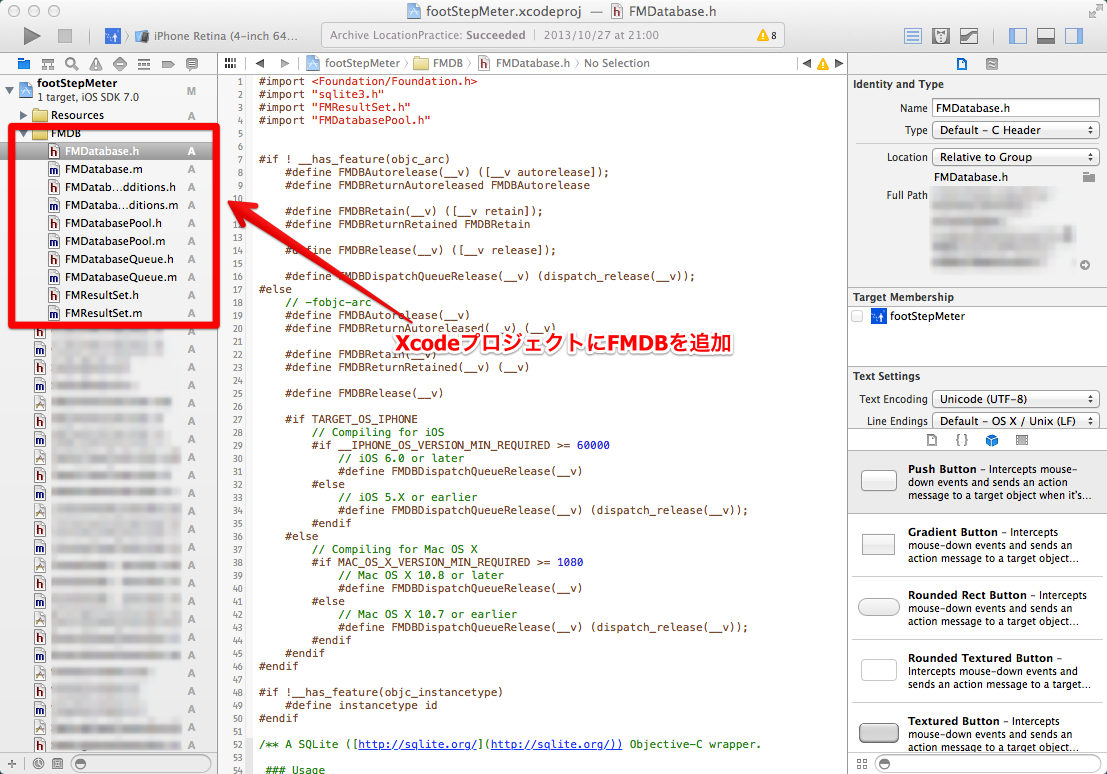 footStepMeter.xcodeproj — FMDatabase.h
iPhone Retina (4-inch 64...
Archive LocationPractice: Succeeded | 2013/10/27 at 21:00
8
footStepMeter
1 target, iOS SDK 7.0
M
Resources
A
FMDB
FMDatabase.h A
FMDatabase.m A
FMDatab...dditions.h A
FMDataba...ditions.m A
FMDatabasePool.h A
FMDatabasePool.m A
FMDatabaseQueue.h A
FMDatabaseQueue.m A
FMResultSet.h A
FMResultSet.m A
footStepMeter 〉 FMDB 〉 FMDatabase.h 〉 No Selection
1 #import <Foundation/Foundation.h>
2 #import "sqlite3.h"
3 #import "FMResultSet.h"
4 #import "FMDatabasePool.h"
5
6
7 #if ! __has_feature(objc_arc)
8 #define FMDBAutorelease(__v) ([__v autorelease]);
9 #define FMDBReturnAutoreleased FMDBAutorelease
10
11 #define FMDBRetain(__v) ([__v retain]);
12 #define FMDBReturnRetained FMDBRetain
13
14 #define FMDBRelease(__v) ([__v release]);
15
16 #define FMDBDispatchQueueRelease(__v) (dispatch_release(__v));
17 #else
18 // -fobjc-arc
19 #define FMDBAutorelease(__v)
20 #define FMDBReturnAutoreleased(__v) (__v)
21
XcodeプロジェクトにFMDBを追加
22 #define FMDBRetain(__v)
23 #define FMDBReturnRetained(__v) (__v)
24
25 #define FMDBRelease(__v)
26
27 #if TARGET_OS_IPHONE
28 // Compiling for iOS
29 #if __IPHONE_OS_VERSION_MIN_REQUIRED >= 60000
30 // iOS 6.0 or later
31 #define FMDBDispatchQueueRelease(__v)
32 #else
33 // iOS 5.X or earlier
34 #define FMDBDispatchQueueRelease(__v) (dispatch_release(__v));
35 #endif
36 #else
37 // Compiling for Mac OS X
38 #if MAC_OS_X_VERSION_MIN_REQUIRED >= 1080
39 // Mac OS X 10.8 or later
40 #define FMDBDispatchQueueRelease(__v)
41 #else
42 // Mac OS X 10.7 or earlier
43 #define FMDBDispatchQueueRelease(__v) (dispatch_release(__v));
44 #endif
45 #endif
46 #endif
47
48 #if !__has_feature(objc_instancetype)
49 #define instancetype id
50 #endif
51
52 /** A SQLite ([http://sqlite.org/](http://sqlite.org/)) Objective-C wrapper.
53
54 ### Usage
Identity and Type
Name FMDatabase.h
Type Default - C Header
Location Relative to Group
FMDatabase.h
Full Path
Target Membership
footStepMeter
Text Settings
Text Encoding Unicode (UTF-8)
Line Endings Default - OS X / Unix (LF)
{ }
Push Button - Intercepts mouse-
down events and sends an action
message to a target object when it's...
Gradient Button - Intercepts
mouse-down events and sends an
action message to a target object...
Rounded Rect Button - Intercepts
mouse-down events and sends an
action message to a target object...
Rounded Textured Button -
Intercepts mouse-down events and
sends an action message to a target...
Textured Button - Intercepts
mouse-down events and sends an
action message to a target object...